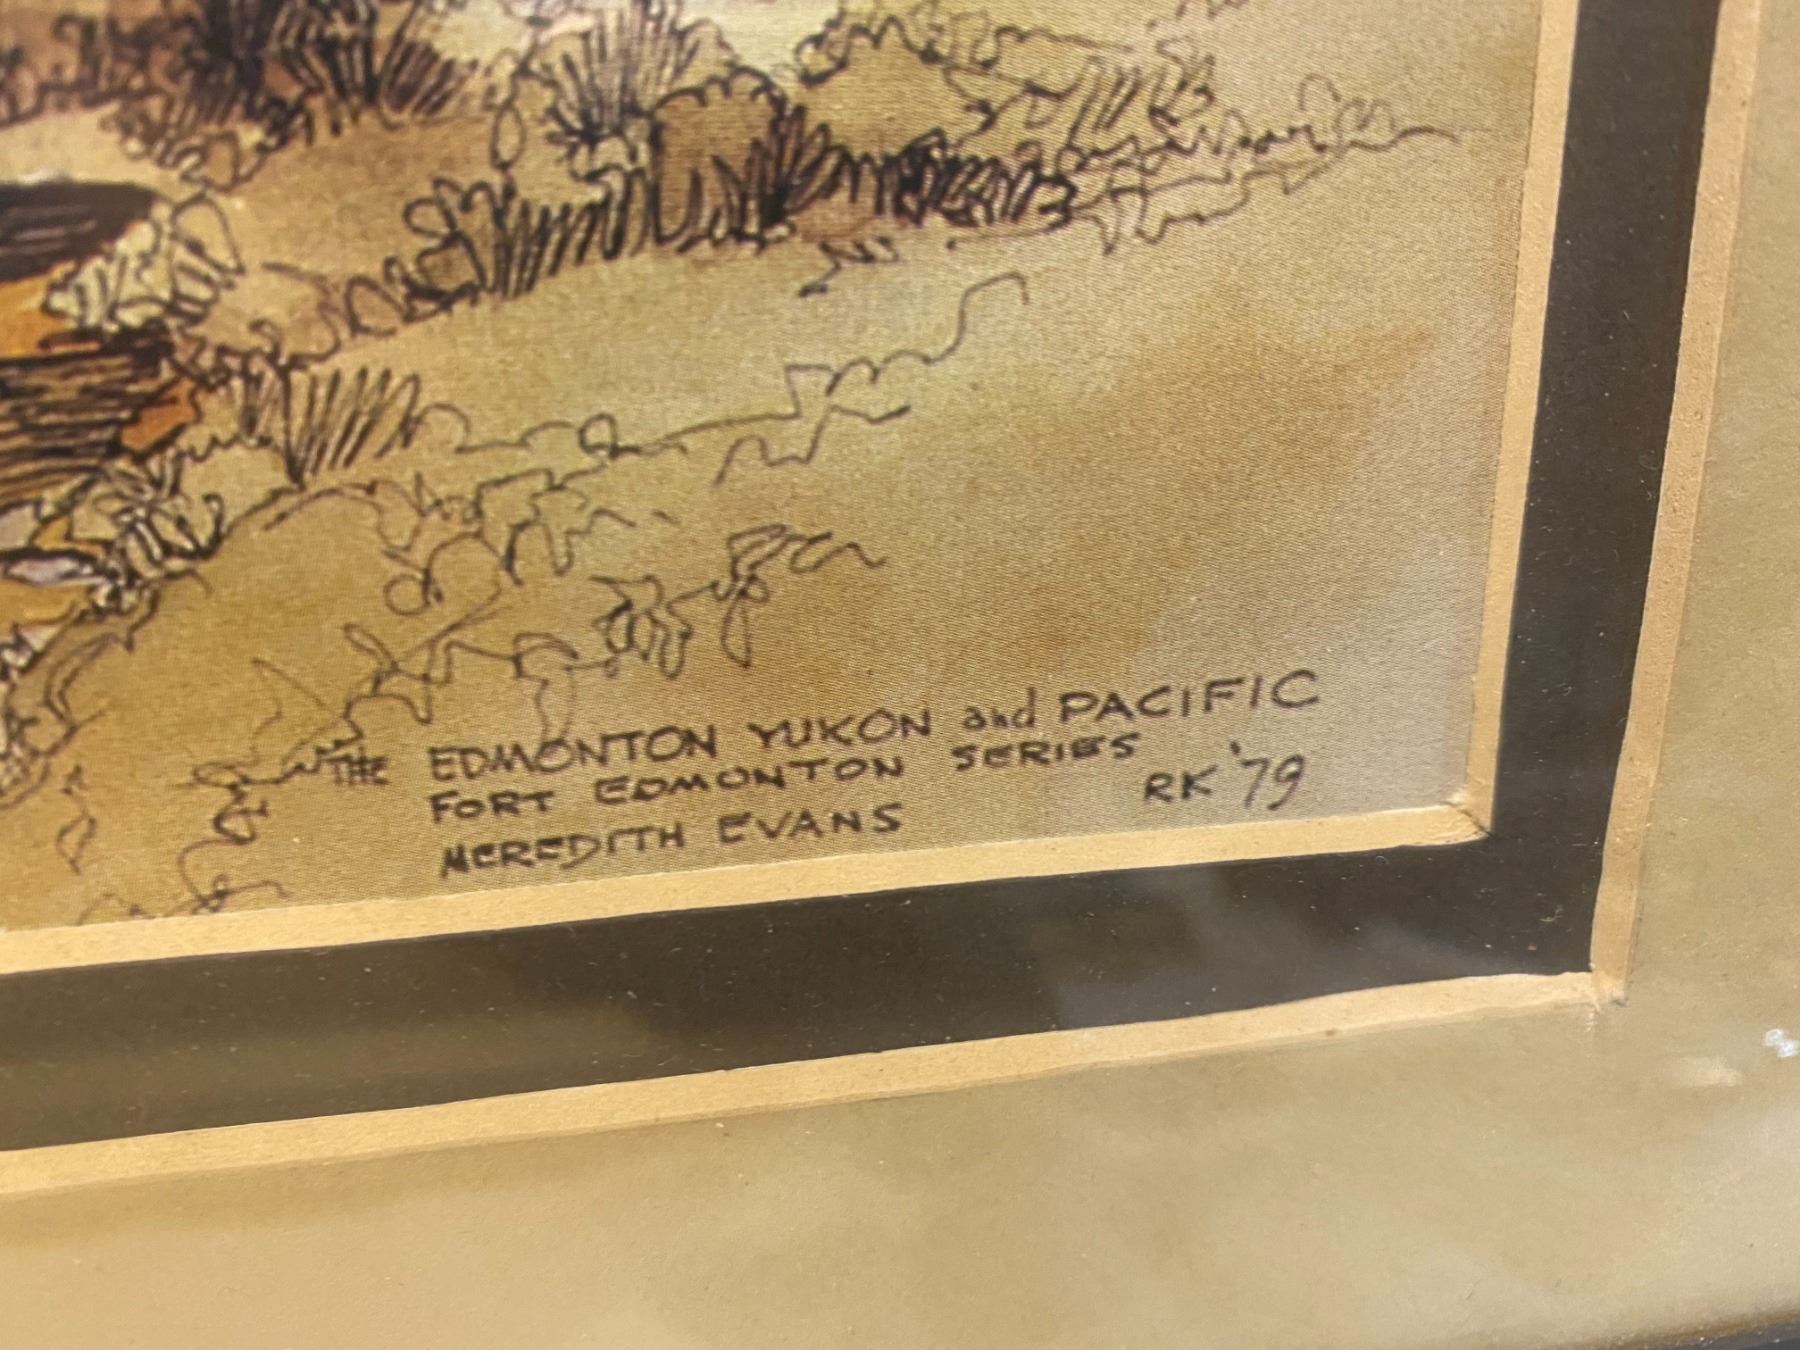 THE EDMONTON YUKON and PACIFIC
FORT EDMONTON SERIES
MEREDITH EVANS RK '79